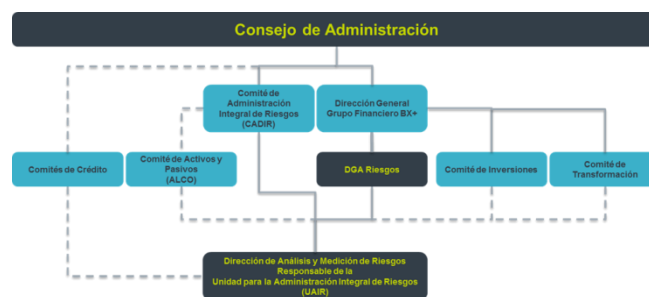 Consejo de Administración
Comité de
Administración
Integral de Riesgos
(CADIR)
Dirección General
Grupo Financiero BX+
Comités de Crédito
Comité de Activos y
Pasivos
(ALCO)
DGA Riesgos
Comité de Inversiones
Comité de
Transformación
Dirección de Análisis y Medición de Riesgos
Responsable de la
Unidad para la Administración Integral de Riesgos
(UAIR)